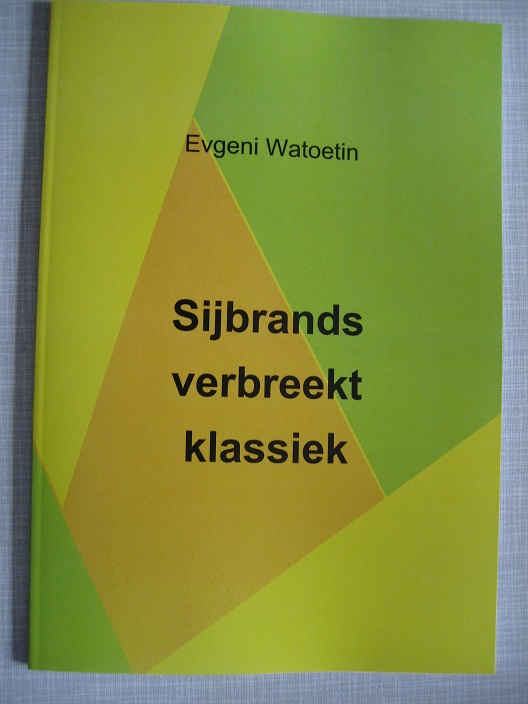 Evgeni Watoetin
Sijbrands
verbreekt
klassiek